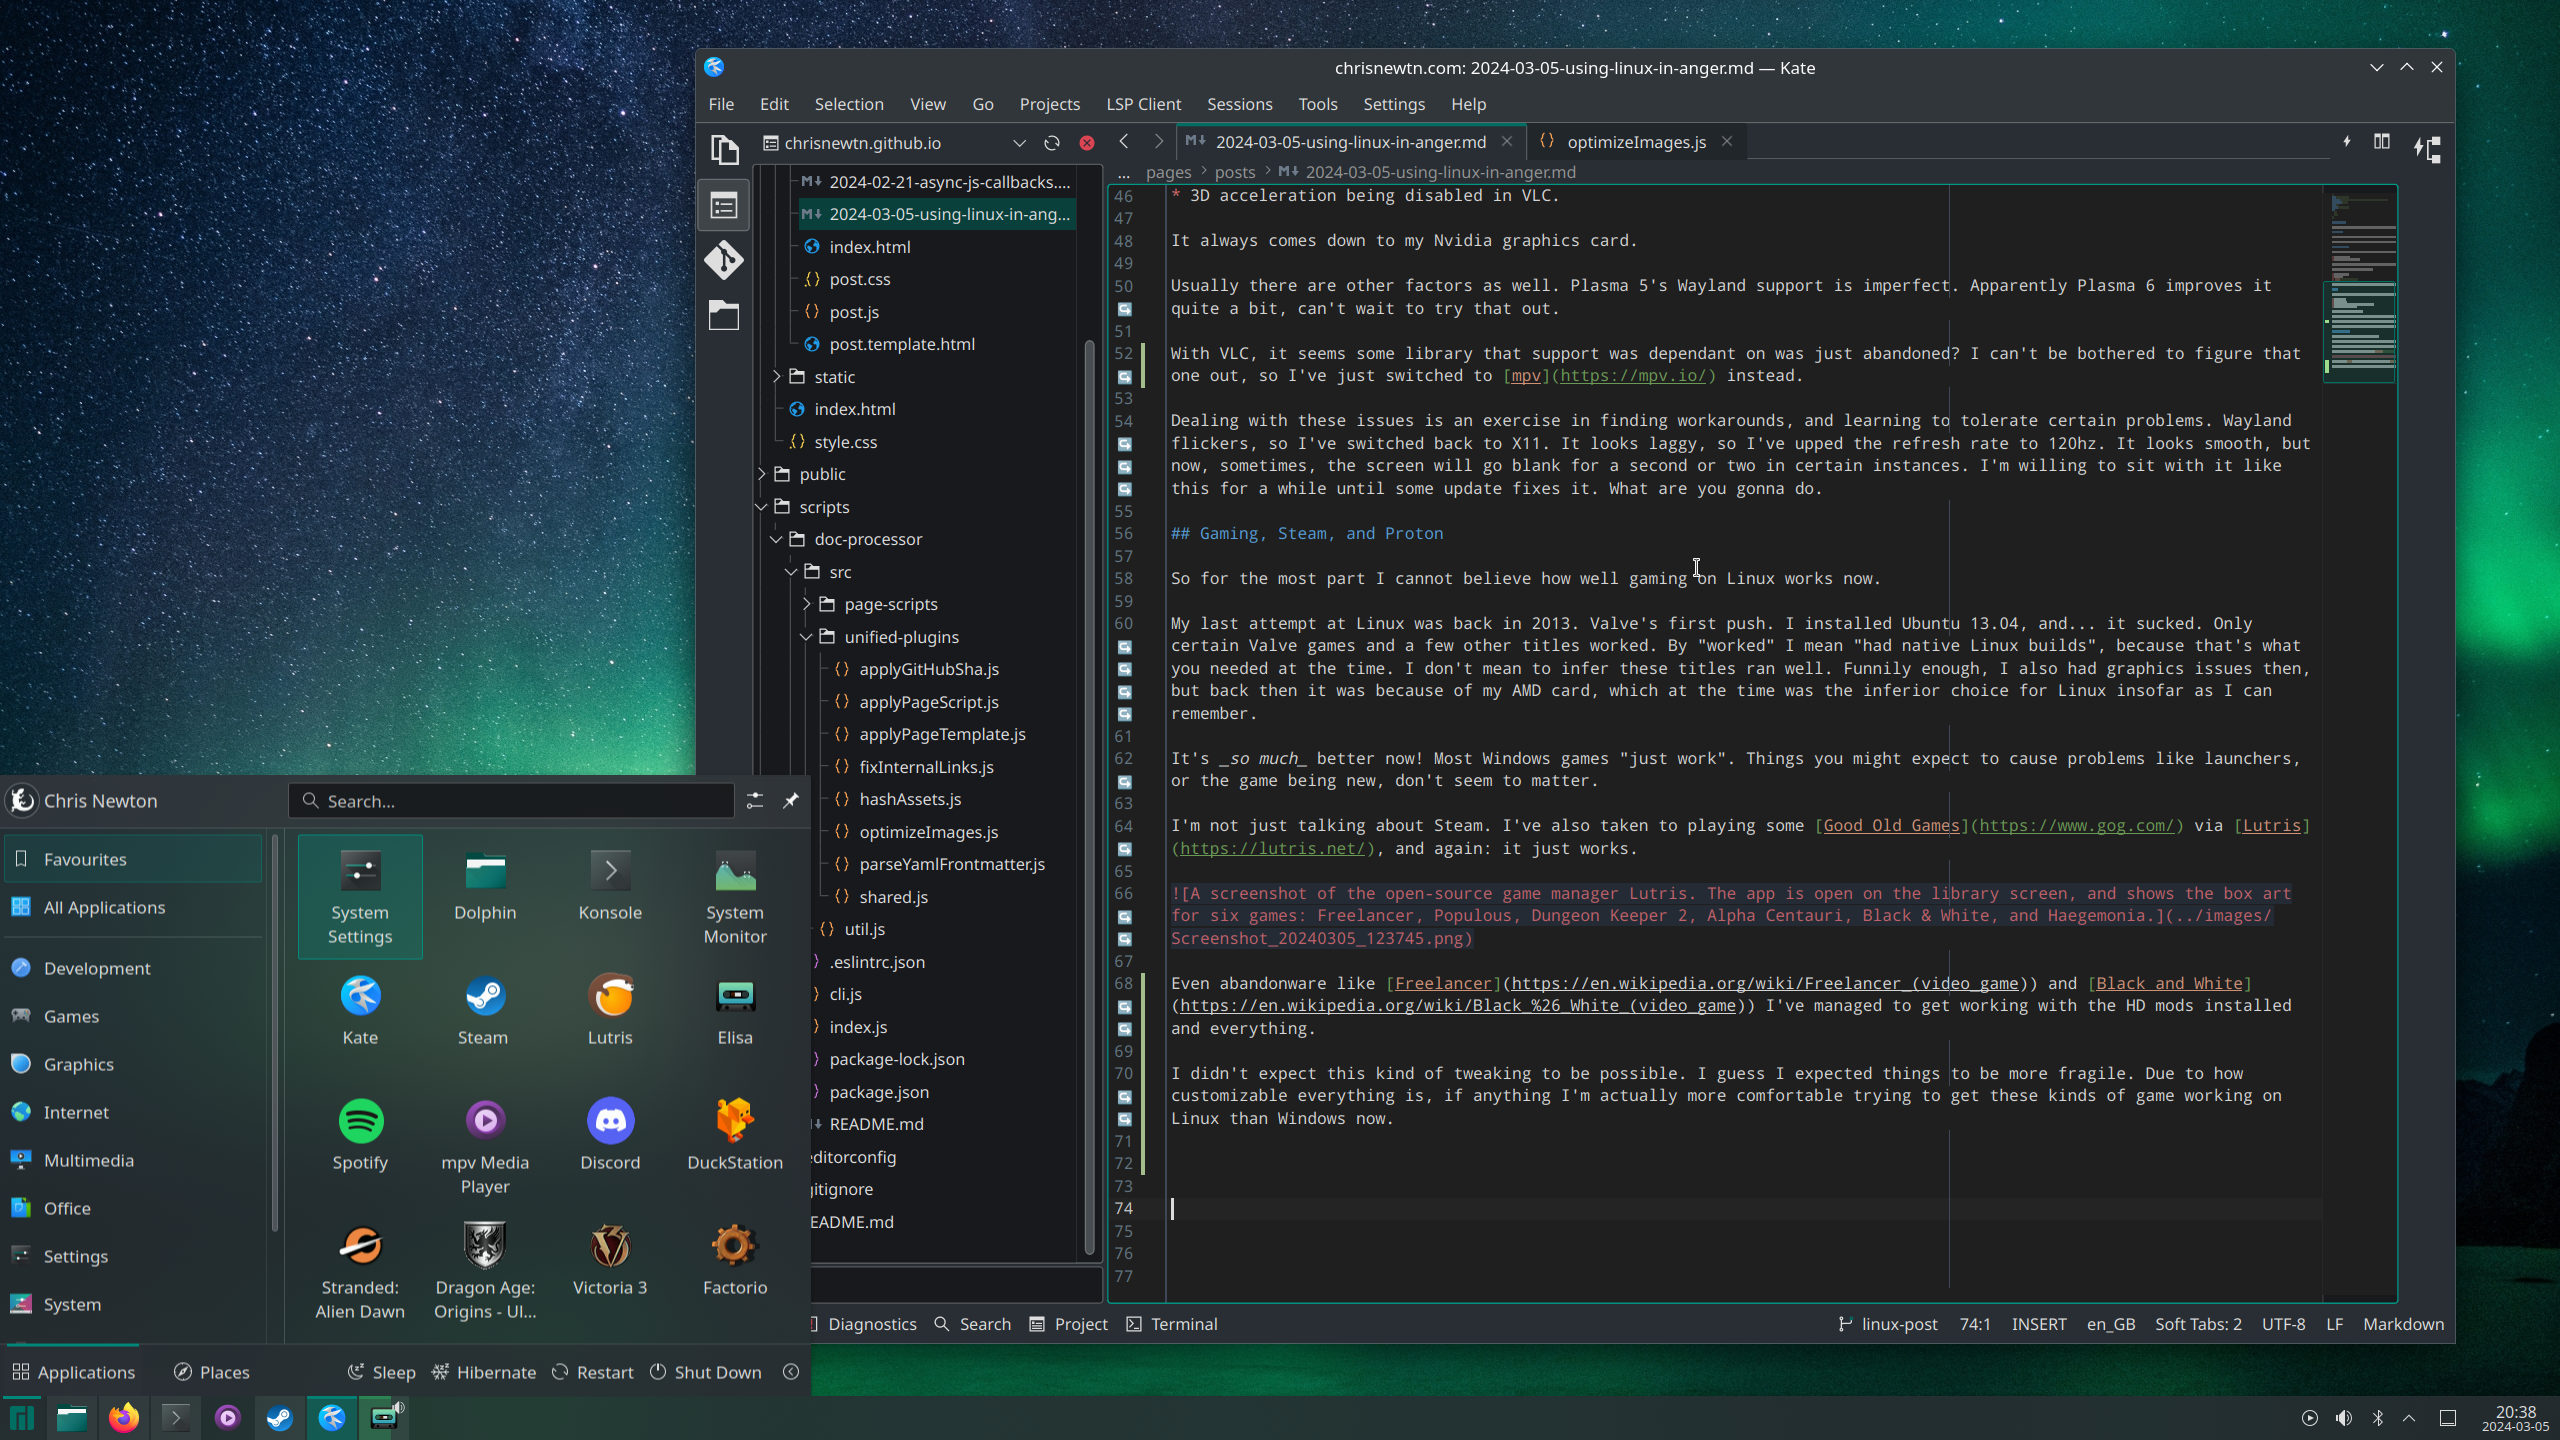 chrisnewtn.com: 2024-03-05-using-linux-in-anger.md — Kate
File Edit Selection View Go Projects LSP Client Sessions Tools Settings Help
chrisnewtn.github.io
2024-02-21-async-js-callbacks....
2024-03-05-using-linux-in-ang...
index.html
post.css
post.js
post.template.html
static
index.html
style.css
public
scripts
doc-processor
src
page-scripts
unified-plugins
applyGitHubSha.js
applyPageScript.js
applyPageTemplate.js
fixInternalLinks.js
hashAssets.js
optimizeImages.js
parseYamlFrontmatter.js
shared.js
util.js
.eslintrc.json
cli.js
index.js
package-lock.json
package.json
README.md
ditorconfig
itignore
EADME.md
2024-03-05-using-linux-in-anger.md
optimizeImages.js
... pages > posts > 2024-03-05-using-linux-in-anger.md
46 * 3D acceleration being disabled in VLC.
47
48 It always comes down to my Nvidia graphics card.
49
50 Usually there are other factors as well. Plasma 5's Wayland support is imperfect. Apparently Plasma 6 improves it
quite a bit, can't wait to try that out.
51
52 With VLC, it seems some library that support was dependant on was just abandoned? I can't be bothered to figure that
one out, so I've just switched to [mpv](https://mpv.io/) instead.
53
54 Dealing with these issues is an exercise in finding workarounds, and learning to tolerate certain problems. Wayland
flickers, so I've switched back to X11. It looks laggy, so I've upped the refresh rate to 120hz. It looks smooth, but
now, sometimes, the screen will go blank for a second or two in certain instances. I'm willing to sit with it like
this for a while until some update fixes it. What are you gonna do.
55
56 ## Gaming, Steam, and Proton
57
58 So for the most part I cannot believe how well gaming on Linux works now.
59
60 My last attempt at Linux was back in 2013. Valve's first push. I installed Ubuntu 13.04, and... it sucked. Only
certain Valve games and a few other titles worked. By "worked" I mean "had native Linux builds", because that's what
you needed at the time. I don't mean to infer these titles ran well. Funnily enough, I also had graphics issues then,
but back then it was because of my AMD card, which at the time was the inferior choice for Linux insofar as I can
remember.
61
62 It's _so much_ better now! Most Windows games "just work". Things you might expect to cause problems like launchers,
or the game being new, don't seem to matter.
63
64 I'm not just talking about Steam. I've also taken to playing some [Good Old Games](https://www.gog.com/) via [Lutris]
(https://lutris.net/), and again: it just works.
65
66 ![A screenshot of the open-source game manager Lutris. The app is open on the library screen, and shows the box art
for six games: Freelancer, Populous, Dungeon Keeper 2, Alpha Centauri, Black & White, and Haegemonia.](../images/
Screenshot_20240305_123745.png)
67
68 Even abandonware like [Freelancer](https://en.wikipedia.org/wiki/Freelancer_(video_game)) and [Black and White]
(https://en.wikipedia.org/wiki/Black_%26_White_(video_game)) I've managed to get working with the HD mods installed
and everything.
69
70 I didn't expect this kind of tweaking to be possible. I guess I expected things to be more fragile. Due to how
customizable everything is, if anything I'm actually more comfortable trying to get these kinds of game working on
Linux than Windows now.
71
72
73
74
75
76
77
Diagnostics Search Project Terminal
linux-post 74:1 INSERT en_GB Soft Tabs: 2 UTF-8 LF Markdown
Chris Newton
Search...
Favourites
All Applications
Development
Games
Graphics
Internet
Multimedia
Office
Settings
System
System Settings
Dolphin
Konsole
System Monitor
Kate
Steam
Lutris
Elisa
Spotify
mpv Media Player
Discord
DuckStation
Stranded: Alien Dawn
Dragon Age: Origins - Ul...
Victoria 3
Factorio
Applications Places Sleep Hibernate Restart Shut Down
20:38
2024-03-05